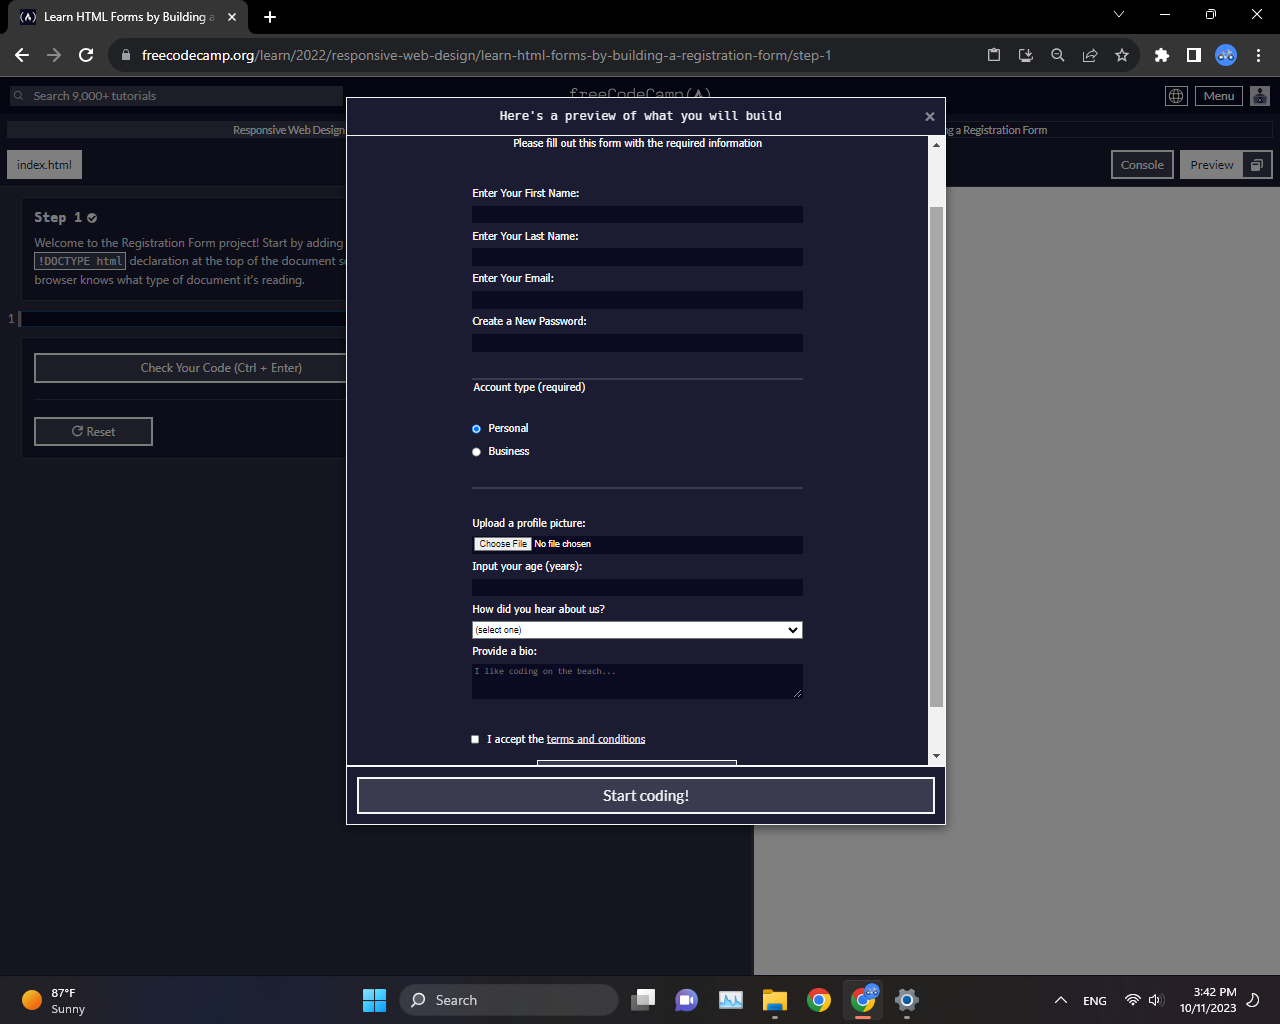 Learn HTML Forms by Building a
freecodecamp.org/learn/2022/responsive-web-design/learn-html-forms-by-building-a-registration-form/step-1
Search 9,000+ tutorials
freeCodeCamp
Menu
Responsive Web Design
ng a Registration Form
index.html
Console
Preview
Step 1
Welcome to the Registration Form project! Start by adding
!DOCTYPE html declaration at the top of the document so
browser knows what type of document it's reading.
1
Check Your Code (Ctrl + Enter)
Reset
Here's a preview of what you will build
Please fill out this form with the required information
Enter Your First Name:
Enter Your Last Name:
Enter Your Email:
Create a New Password:
Account type (required)
Personal
Business
Upload a profile picture:
Choose File No file chosen
Input your age (years):
How did you hear about us?
(select one)
Provide a bio:
I like coding on the beach...
I accept the terms and conditions
Start coding!
87°F
Sunny
Search
ENG
3:42 PM
10/11/2023